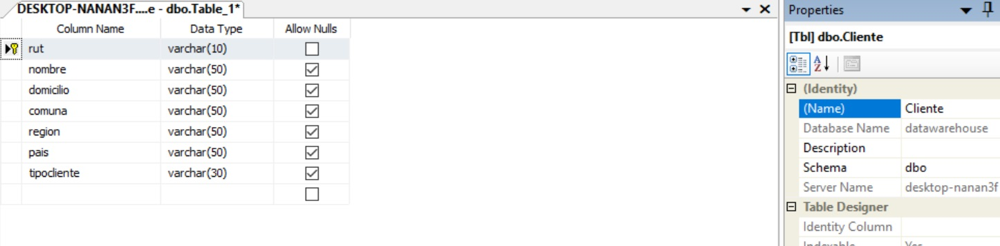 DESKTOP-NANAN3F....e - dbo.Table_1*
Column Name Data Type Allow Nulls
rut varchar(10)
nombre varchar(50)
domicilio varchar(50)
comuna varchar(50)
region varchar(50)
pais varchar(50)
tipocliente varchar(30)
Properties
[Tbl] dbo.Cliente
(Identity)
(Name) Cliente
Database Name datawarehouse
Description
Schema dbo
Server Name desktop-nanan3f
Table Designer
Identity Column
Indexable Yes